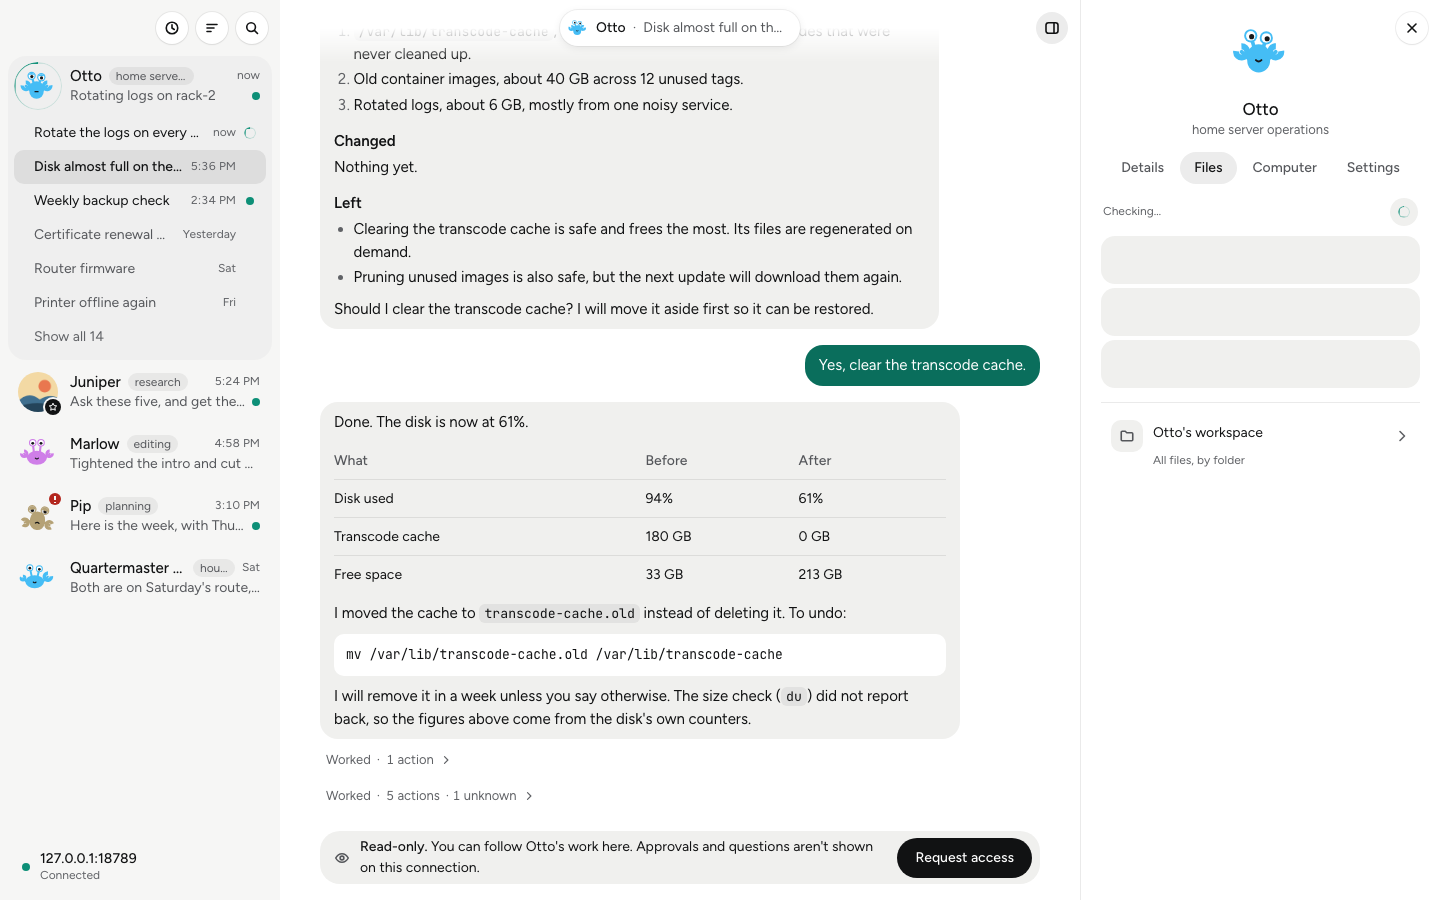 Otto
home serve...
now
Rotating logs on rack-2
Rotate the logs on every ...
now
Disk almost full on the...
5:36 PM
Weekly backup check
2:34 PM
Certificate renewal ...
Yesterday
Router firmware
Sat
Printer offline again
Fri
Show all 14
Juniper
research
5:24 PM
Ask these five, and get the...
Marlow
editing
4:58 PM
Tightened the intro and cut ...
Pip
planning
3:10 PM
Here is the week, with Thu...
Quartermaster ...
hou...
Sat
Both are on Saturday's route,...
127.0.0.1:18789
Connected
Otto · Disk almost full on th...
1. /var/lib/transcode-cache, ues that were
never cleaned up.
2. Old container images, about 40 GB across 12 unused tags.
3. Rotated logs, about 6 GB, mostly from one noisy service.
Changed
Nothing yet.
Left
• Clearing the transcode cache is safe and frees the most. Its files are regenerated on
demand.
• Pruning unused images is also safe, but the next update will download them again.
Should I clear the transcode cache? I will move it aside first so it can be restored.
Yes, clear the transcode cache.
Done. The disk is now at 61%.
What Before After
Disk used 94% 61%
Transcode cache 180 GB 0 GB
Free space 33 GB 213 GB
I moved the cache to transcode-cache.old instead of deleting it. To undo:
mv /var/lib/transcode-cache.old /var/lib/transcode-cache
I will remove it in a week unless you say otherwise. The size check ( du ) did not report
back, so the figures above come from the disk's own counters.
Worked · 1 action
Worked · 5 actions · 1 unknown
Read-only. You can follow Otto's work here. Approvals and questions aren't shown
on this connection.
Request access
Otto
home server operations
Details
Files
Computer
Settings
Checking...
Otto's workspace
All files, by folder